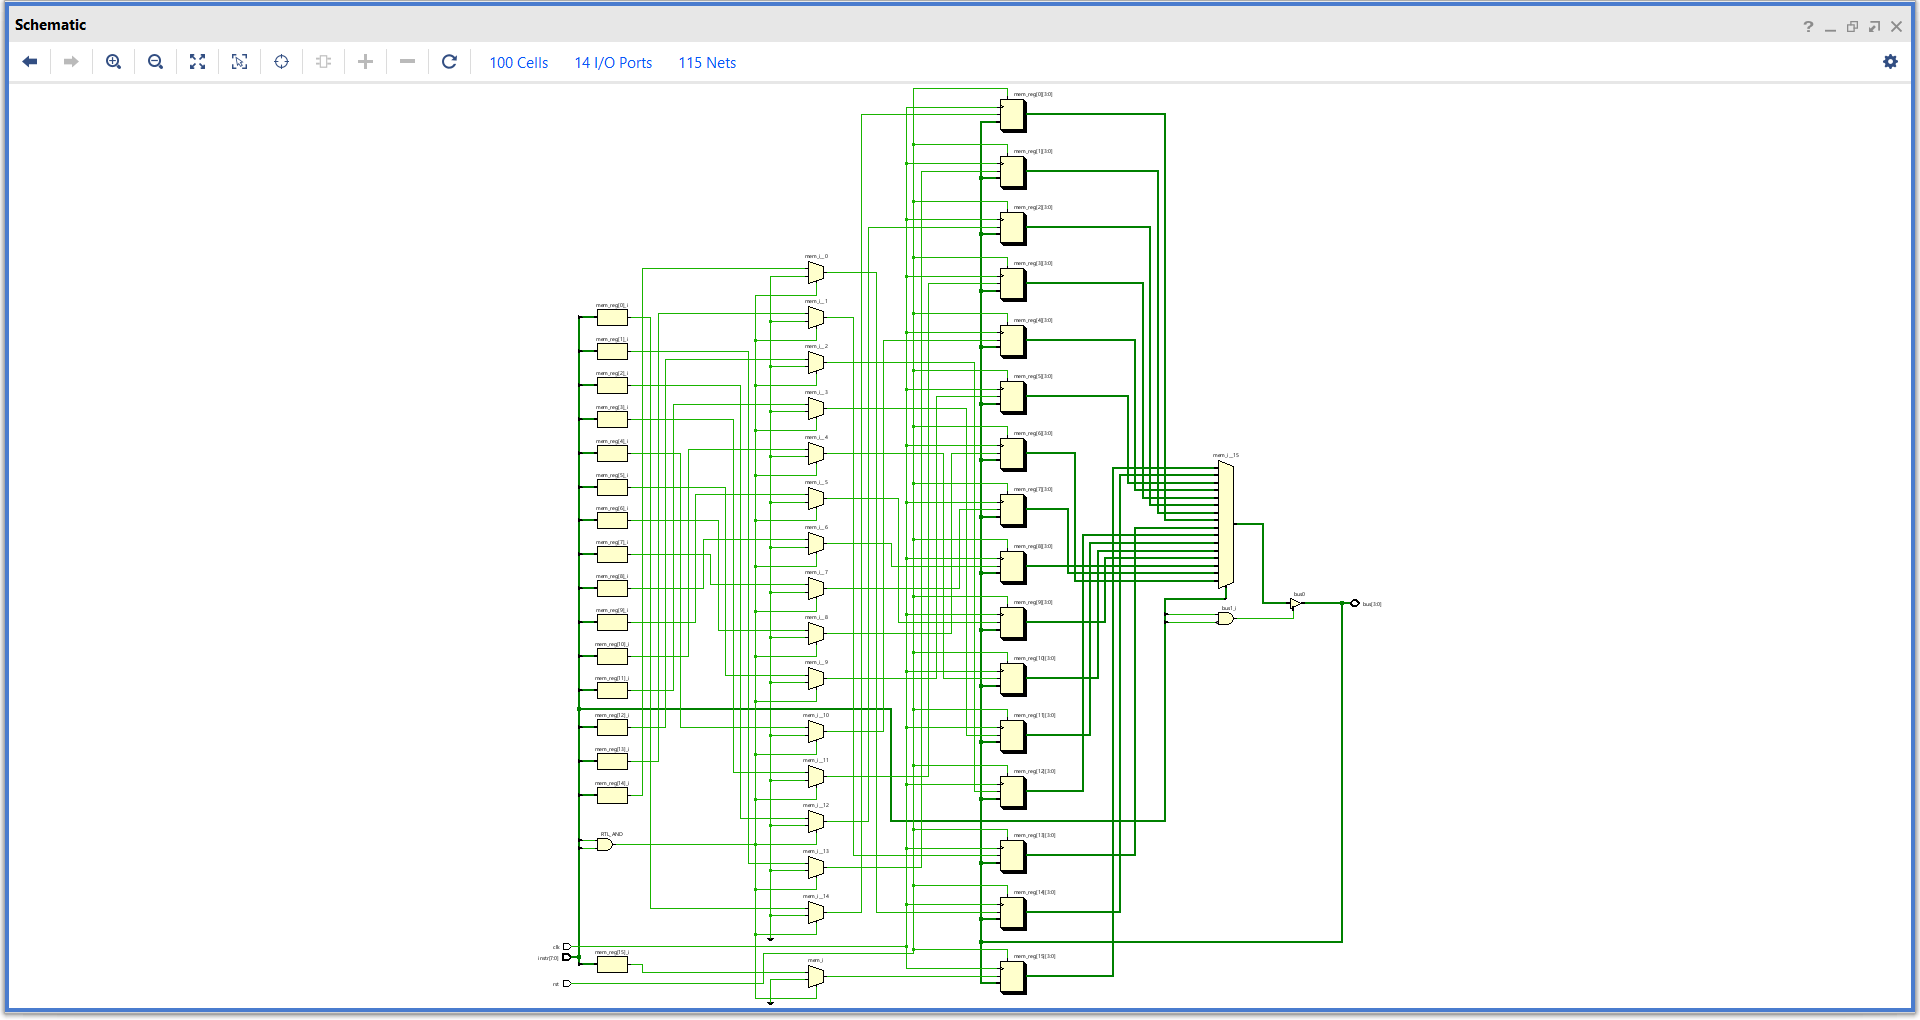 Schematic
100 Cells 14 I/O Ports 115 Nets
mem_reg[0][3:0]
mem_reg[1][3:0]
mem_reg[2][3:0]
mem_reg[3][3:0]
mem_reg[4][3:0]
mem_reg[5][3:0]
mem_reg[6][3:0]
mem_reg[7][3:0]
mem_reg[8][3:0]
mem_reg[9][3:0]
mem_reg[10][3:0]
mem_reg[11][3:0]
mem_reg[12][3:0]
mem_reg[13][3:0]
mem_reg[14][3:0]
mem_reg[15][3:0]
mem_i__0
mem_i__1
mem_i__2
mem_i__3
mem_i__4
mem_i__5
mem_i__6
mem_i__7
mem_i__8
mem_i__9
mem_i__10
mem_i__11
mem_i__12
mem_i__13
mem_i__14
mem_i
mem_reg[0]_i
mem_reg[1]_i
mem_reg[2]_i
mem_reg[3]_i
mem_reg[4]_i
mem_reg[5]_i
mem_reg[6]_i
mem_reg[7]_i
mem_reg[8]_i
mem_reg[9]_i
mem_reg[10]_i
mem_reg[11]_i
mem_reg[12]_i
mem_reg[13]_i
mem_reg[14]_i
RTL_AND
mem_reg[15]_i
clk
instr[7:0]
rst
mem_i__15
bus1_i
bus0
bus[3:0]